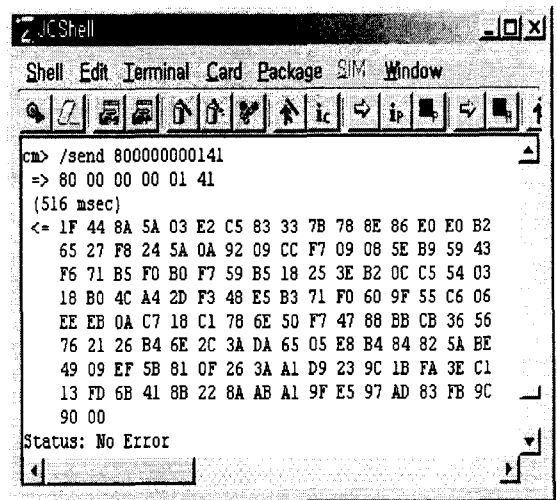 JCShell
Shell Edit Terminal Card Package SIM Window
cm> /send 800000000141
=> 80 00 00 00 01 41
(516 msec)
<= 1F 44 8A 5A 03 E2 C5 83 33 7B 78 8E 86 E0 E0 B2
65 27 F8 24 5A 0A 92 09 CC F7 09 08 5E B9 59 43
F6 71 B5 F0 B0 F7 59 B5 18 25 3E B2 0C C5 54 03
18 B0 4C A4 2D F3 48 E5 B3 71 F0 60 9F 55 C6 06
EE EB 0A C7 18 C1 78 6E 50 F7 47 88 BB CB 36 56
76 21 26 B4 6E 2C 3A DA 65 05 E8 B4 84 82 5A BE
49 09 EF 5B 81 0F 26 3A A1 D9 23 9C 1B FA 3E C1
13 FD 6B 41 8B 22 8A AB A1 9F E5 97 AD 83 FB 9C
90 00
Status: No Error